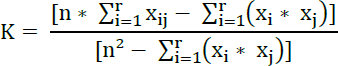 K = [n * ∑ʳᵢ₌₁ xᵢⱼ − ∑ʳᵢ₌₁(xᵢ * xⱼ)] / [n² − ∑ʳᵢ₌₁(xᵢ * xⱼ)]